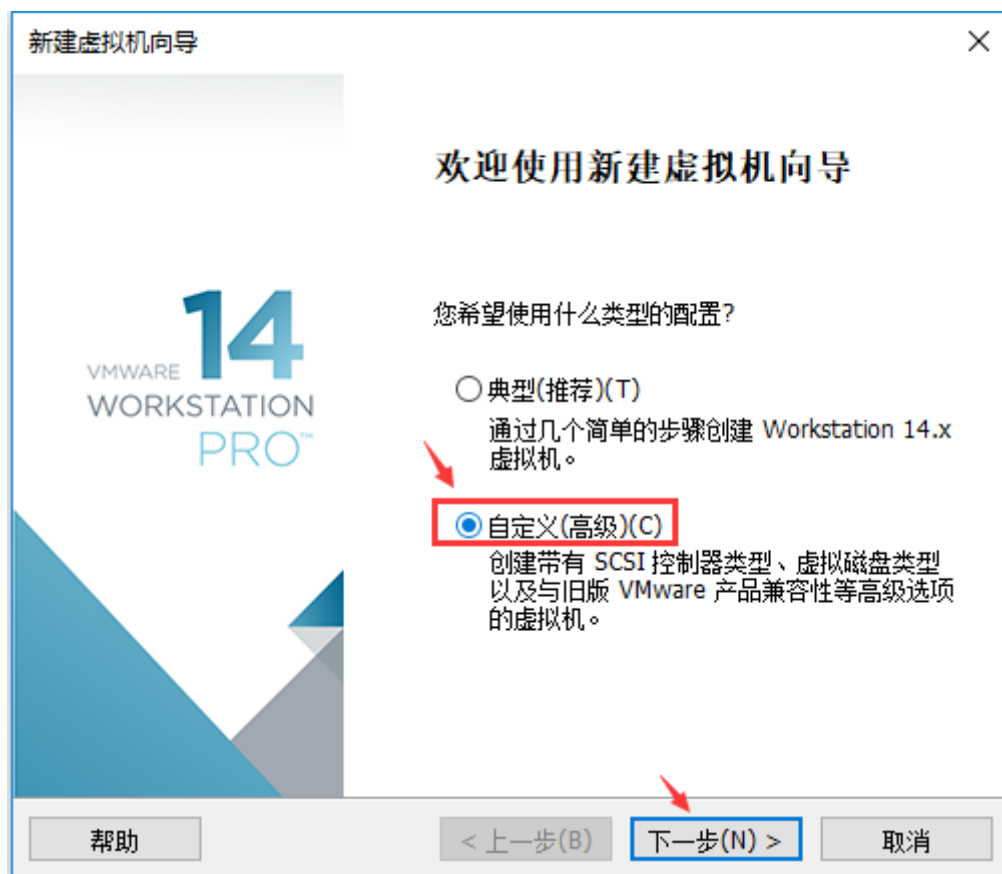 新建虚拟机向导
欢迎使用新建虚拟机向导
14
VMWARE
WORKSTATION
PRO™
您希望使用什么类型的配置?
典型(推荐)(T)
通过几个简单的步骤创建 Workstation 14.x
虚拟机。
自定义(高级)(C)
创建带有 SCSI 控制器类型、虚拟磁盘类型
以及与旧版 VMware 产品兼容性等高级选项
的虚拟机。
帮助
< 上一步(B)
下一步(N) >
取消